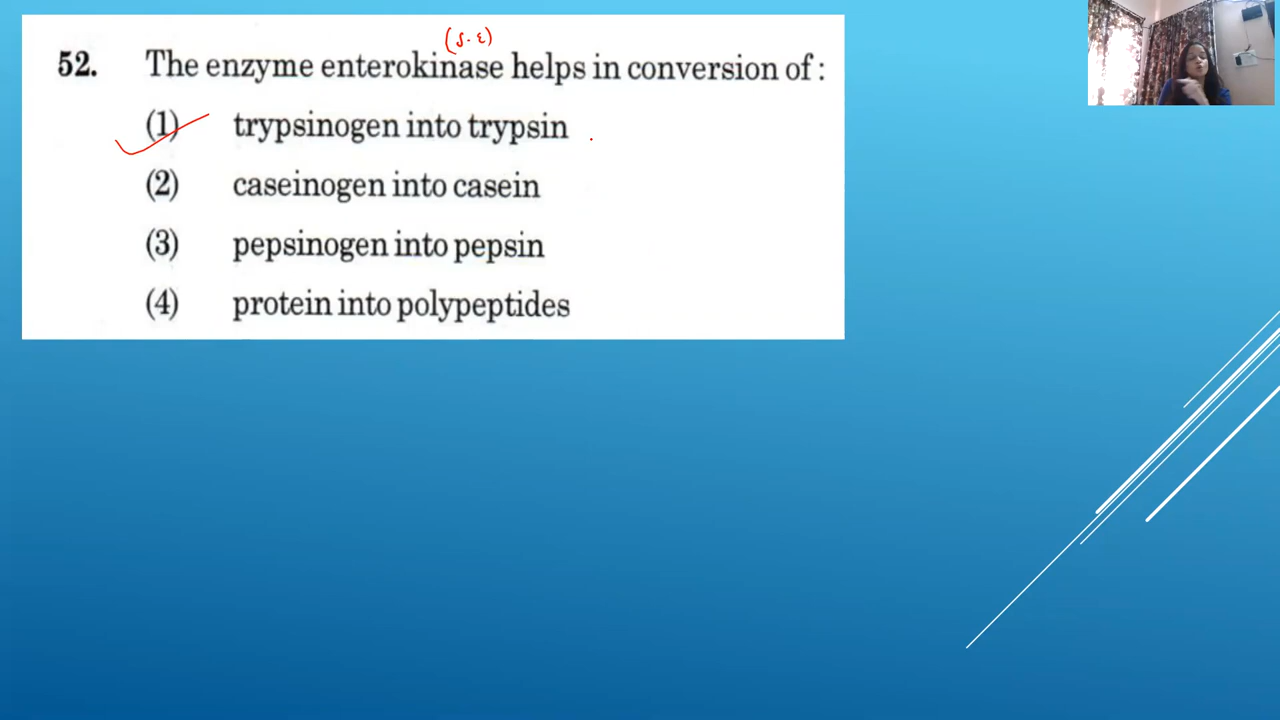 (S.I)
52. The enzyme enterokinase helps in conversion of :
(1) trypsinogen into trypsin
(2) caseinogen into casein
(3) pepsinogen into pepsin
(4) protein into polypeptides